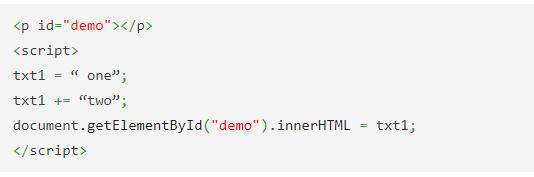 <p id="demo"></p>
<script>
txt1 = “ one”;
txt1 += “two”;
document.getElementById("demo").innerHTML = txt1;
</script>